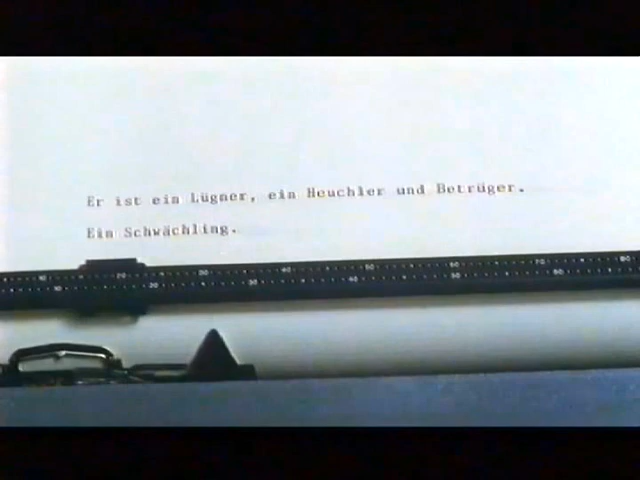 Er ist ein Lügner, ein Heuchler und Betrüger.
Ein Schwächling.